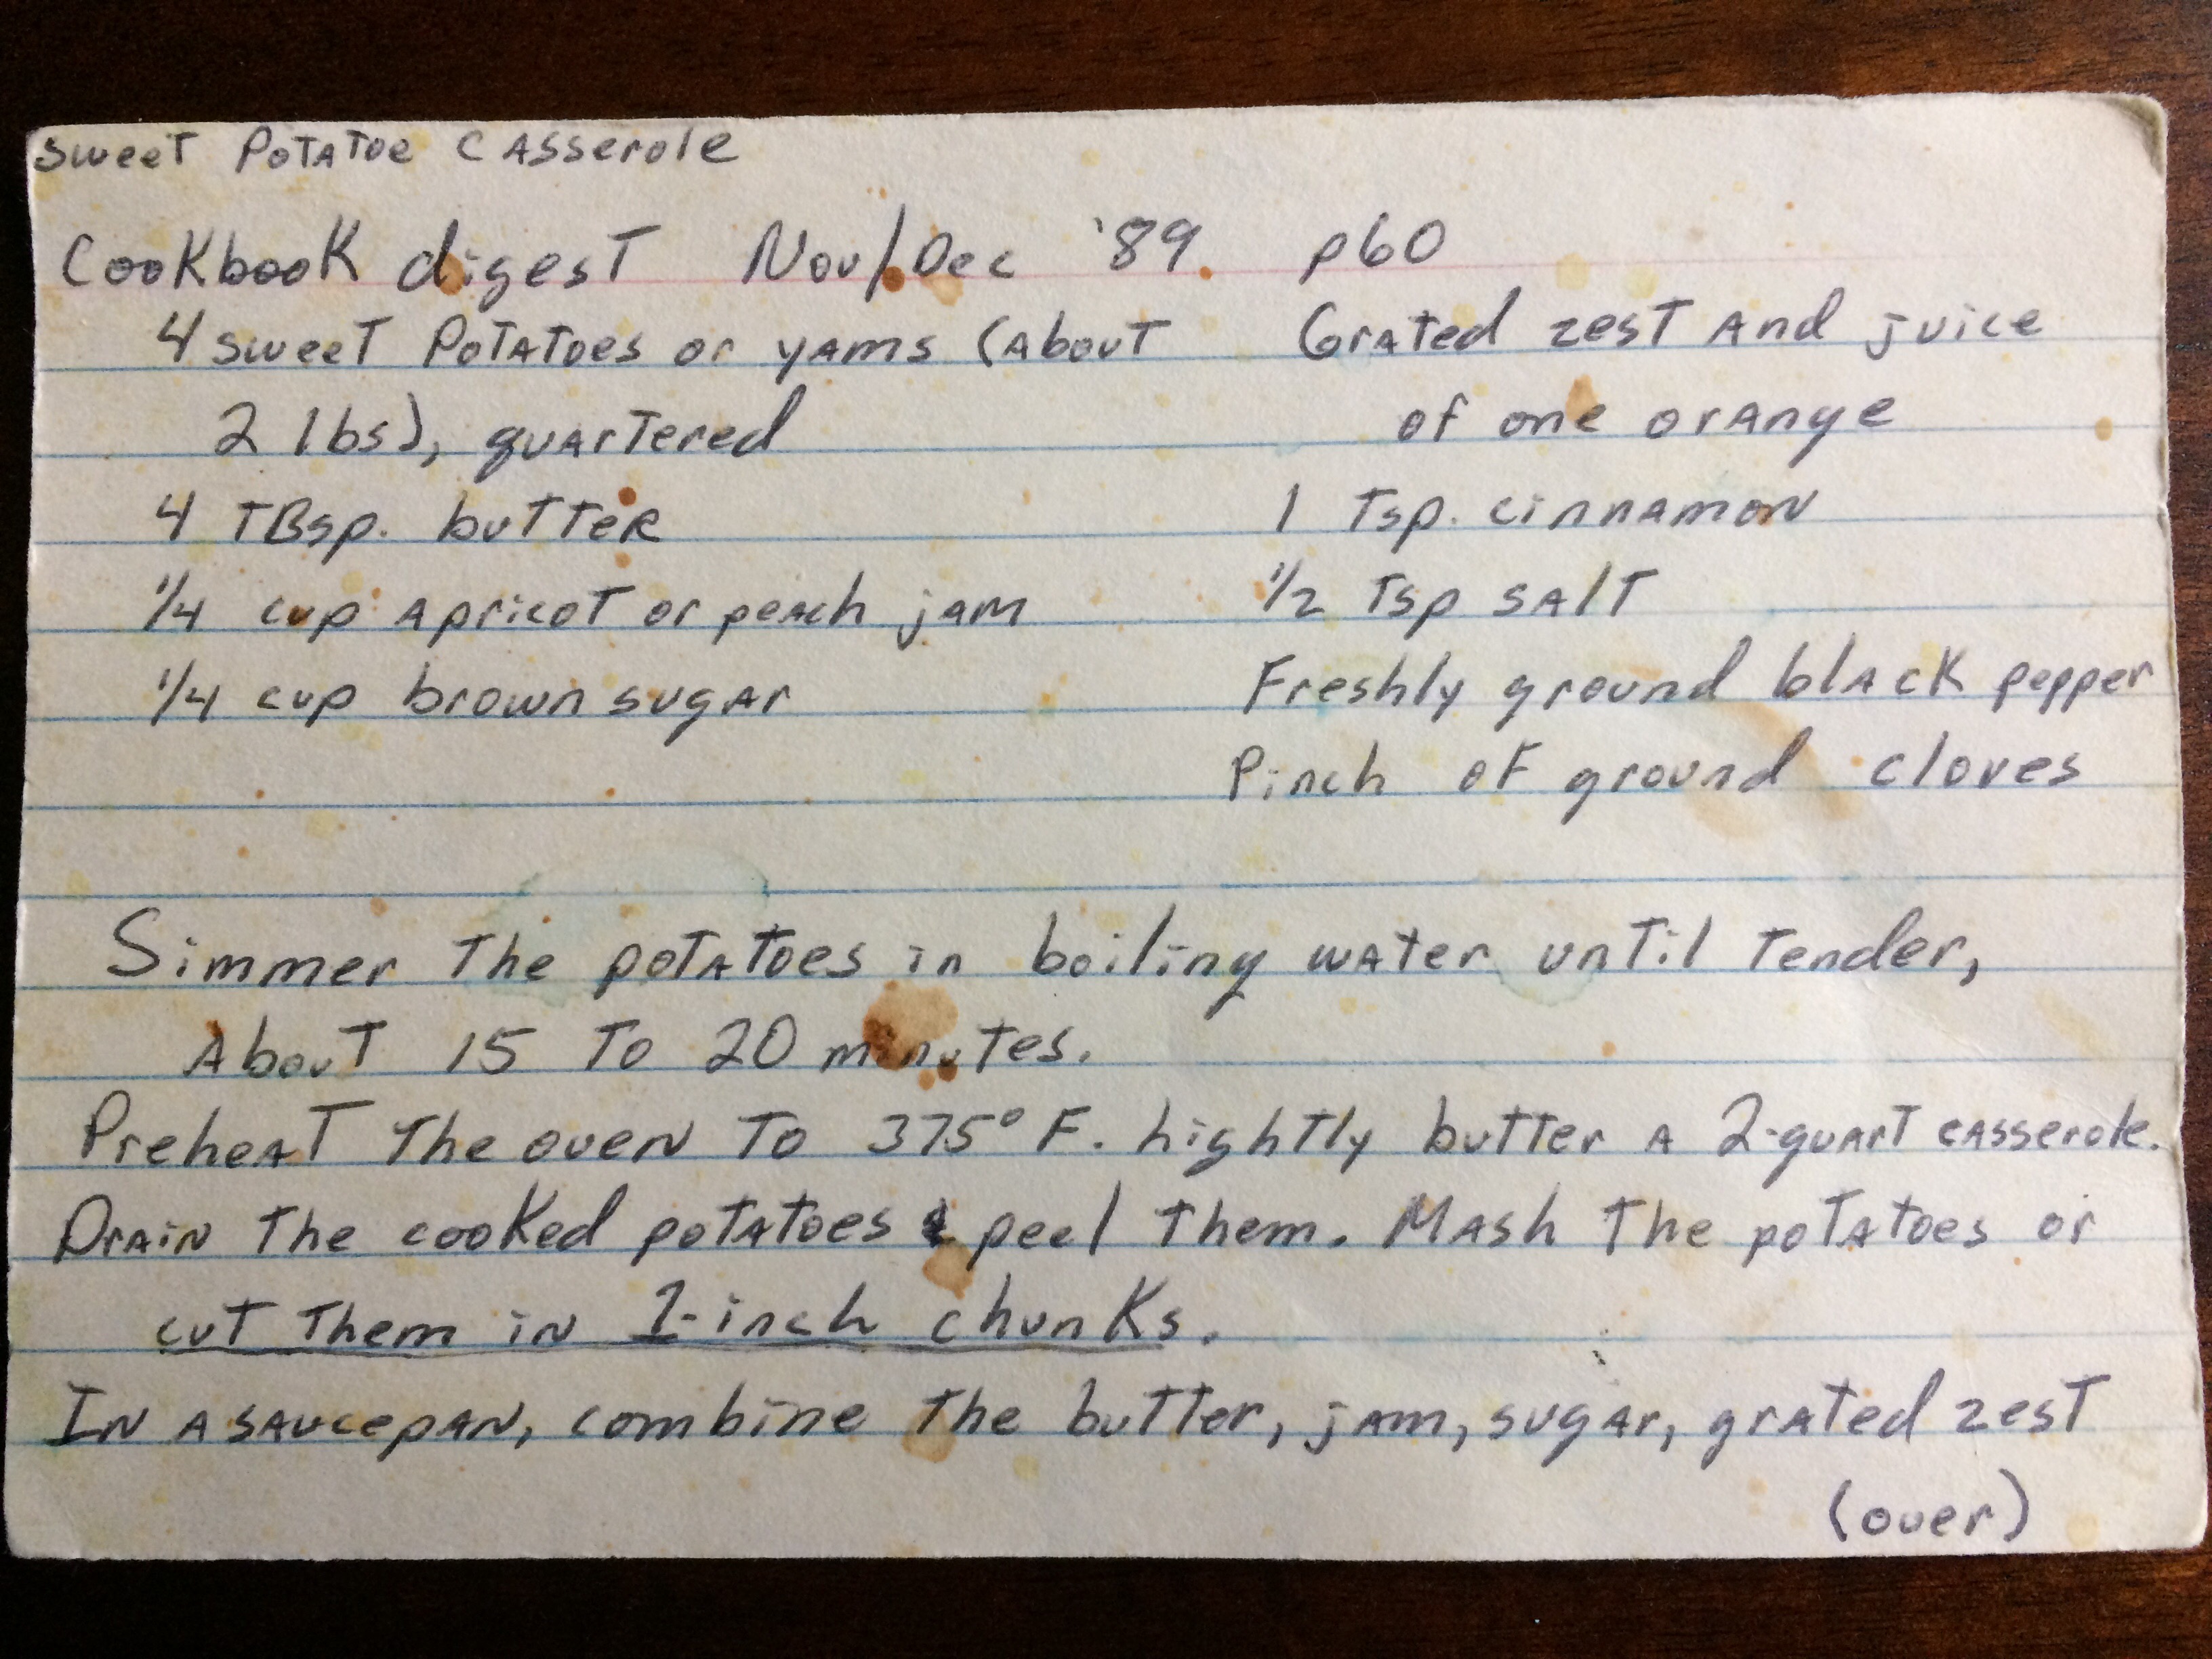 SWEET POTATOE CASSEROLE
Cookbook digest Nov/Dec '89 p60
4 sweet potatoes or yams (about Grated zest and juice
2 lbs), quartered of one orange
4 TBsp. butter 1 Tsp. cinnamon
1/4 cup apricot or peach jam 1/2 Tsp salt
1/4 cup brown sugar Freshly ground black pepper
Pinch of ground cloves
Simmer the potatoes in boiling water until tender,
About 15 to 20 minutes.
Preheat the oven to 375° F. lightly butter a 2-quart casserole.
Drain the cooked potatoes & peel them. Mash the potatoes or
cut them in 1-inch chunks.
In a saucepan, combine the butter, jam, sugar, grated zest
(over)